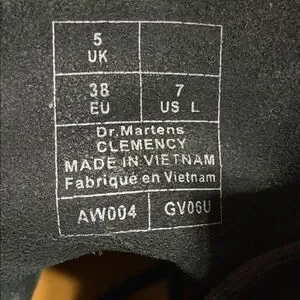 5
UK
38 7
EU US L
Dr.Martens
CLEMENCY
MADE IN VIETNAM
Fabriqué en Vietnam
AW004 GV06U